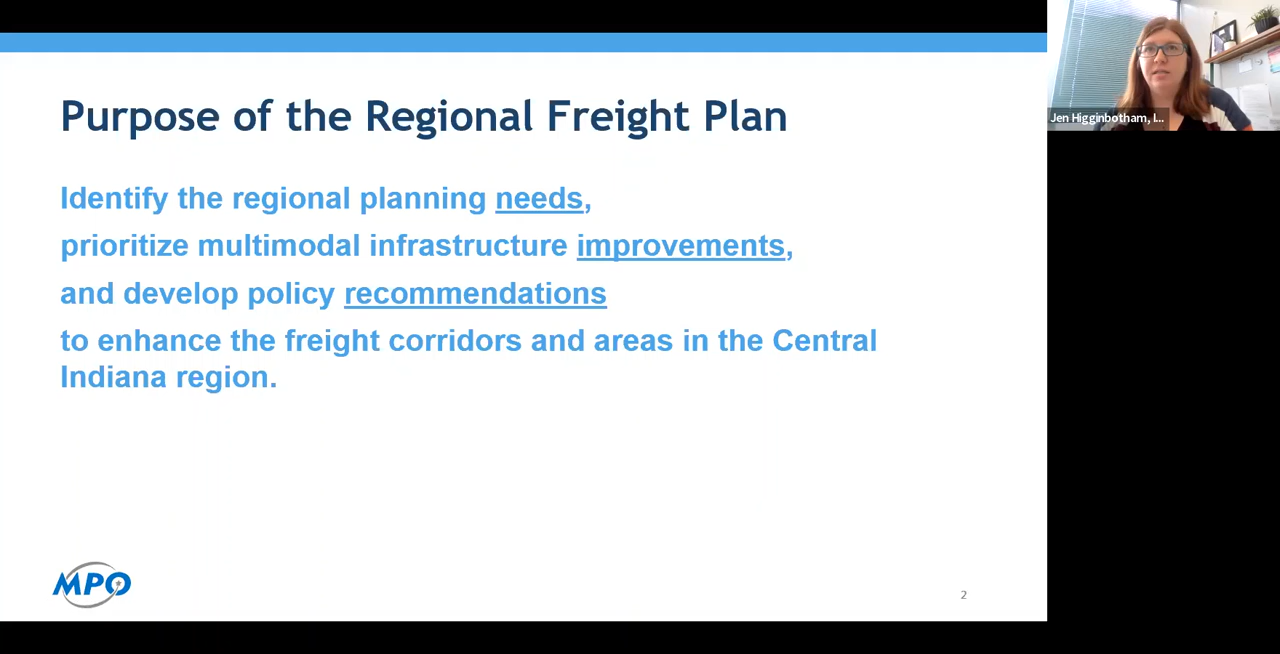 Purpose of the Regional Freight Plan
Jen Higginbotham, I...
Identify the regional planning needs,
prioritize multimodal infrastructure improvements,
and develop policy recommendations
to enhance the freight corridors and areas in the Central
Indiana region.
MPO
2